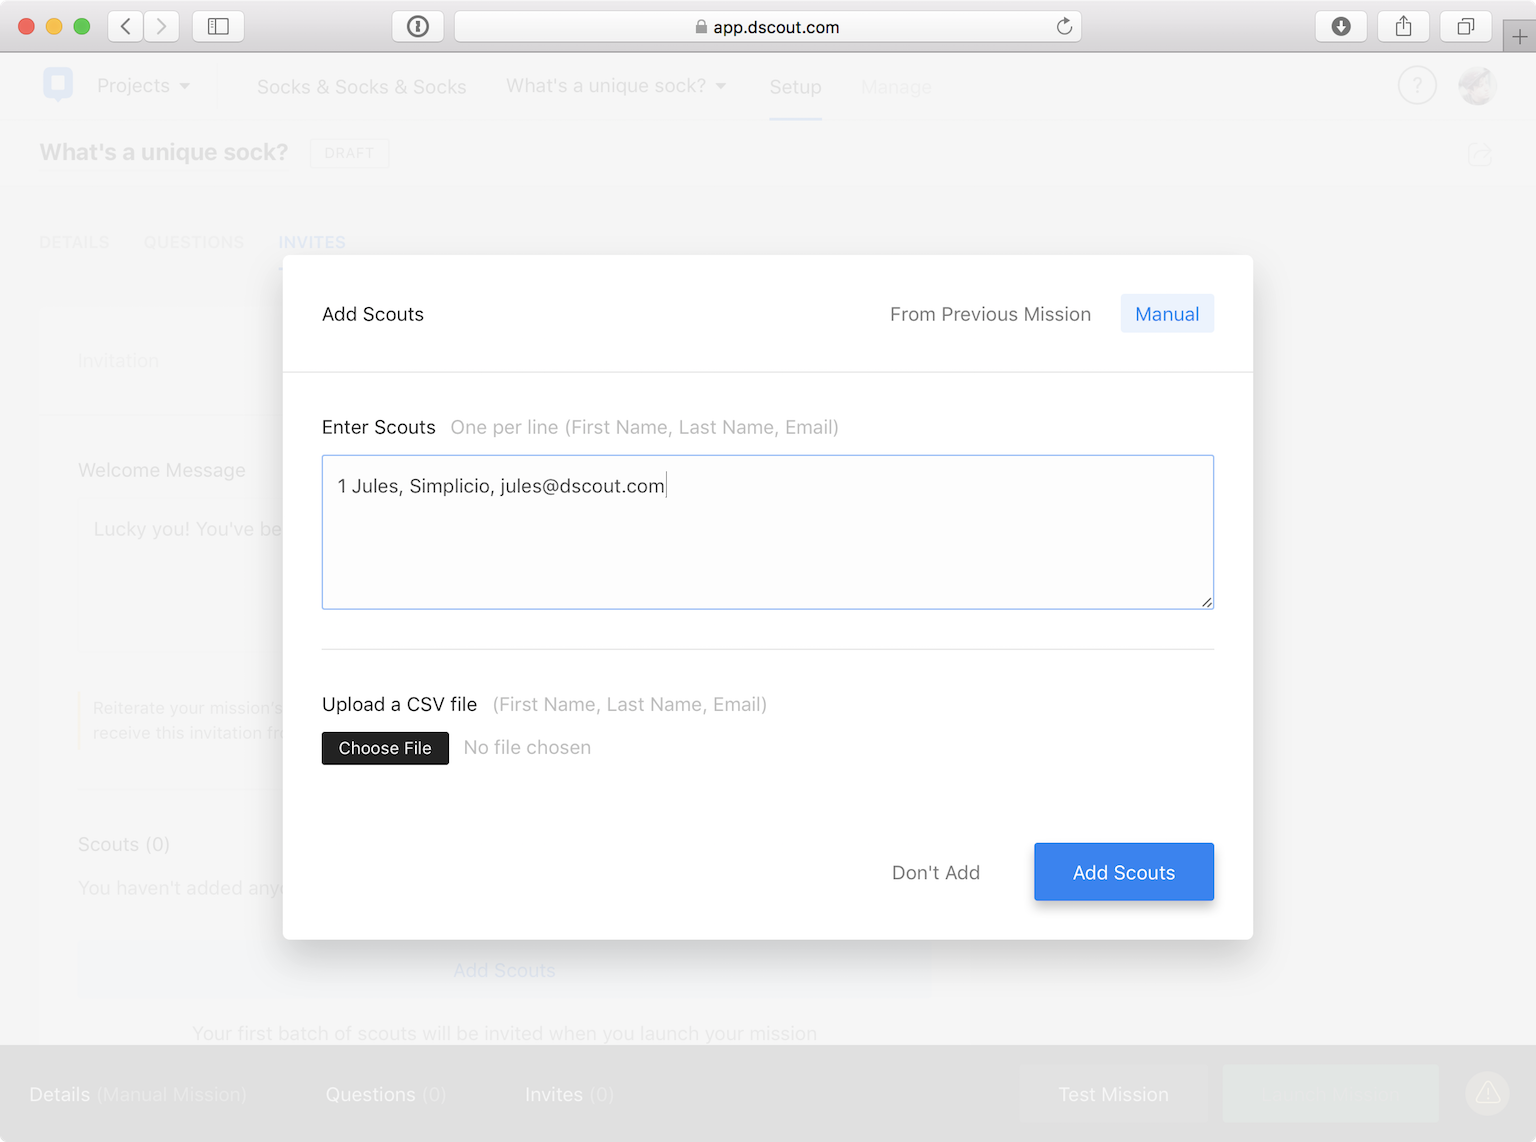 app.dscout.com
Projects
Socks & Socks & Socks
What's a unique sock?
Setup
Manage
?
What's a unique sock?
DRAFT
DETAILS
QUESTIONS
INVITES
Add Scouts
From Previous Mission
Manual
Invitation
Enter Scouts One per line (First Name, Last Name, Email)
Welcome Message
1 Jules, Simplicio, jules@dscout.com
Lucky you! You've be
Upload a CSV file (First Name, Last Name, Email)
Reiterate your mission's
receive this invitation fr
Choose File No file chosen
Scouts (0)
You haven't added any
Don't Add
Add Scouts
Add Scouts
Your first batch of scouts will be invited when you launch your mission
Details (Manual Mission)
Questions (0)
Invites (0)
Test Mission